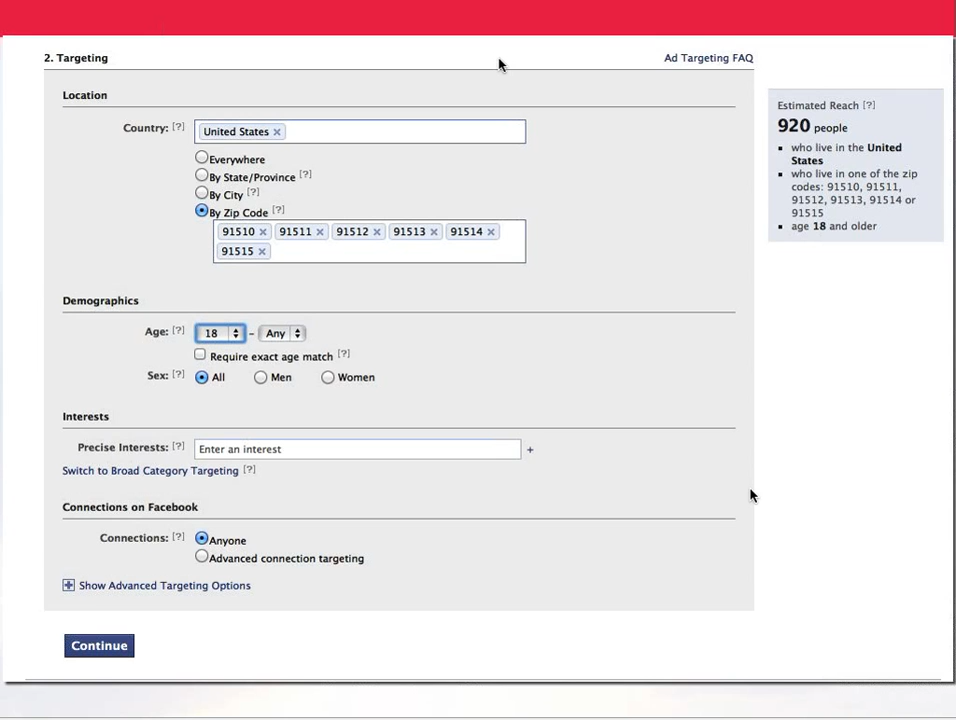 2. Targeting
Ad Targeting FAQ
Location
Country: [?] United States ×
Everywhere
By State/Province [?]
By City [?]
By Zip Code [?]
91510 × 91511 × 91512 × 91513 × 91514 ×
91515 ×
Demographics
Age: [?] 18 – Any
Require exact age match [?]
Sex: [?] All Men Women
Interests
Precise Interests: [?] Enter an interest +
Switch to Broad Category Targeting [?]
Connections on Facebook
Connections: [?] Anyone
Advanced connection targeting
+ Show Advanced Targeting Options
Continue
Estimated Reach [?]
920 people
▪ who live in the United
States
▪ who live in one of the zip
codes: 91510, 91511,
91512, 91513, 91514 or
91515
▪ age 18 and older